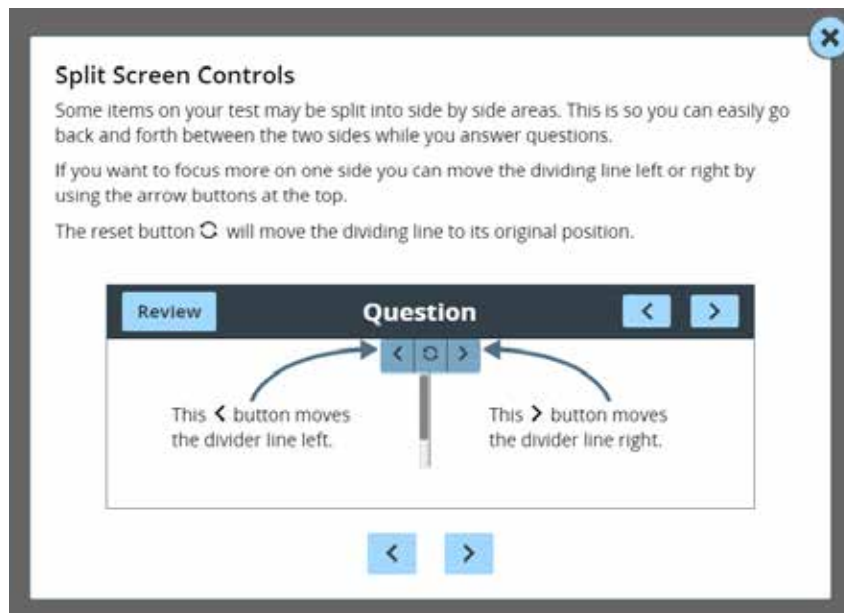 Split Screen Controls
Some items on your test may be split into side by side areas. This is so you can easily go
back and forth between the two sides while you answer questions.
If you want to focus more on one side you can move the dividing line left or right by
using the arrow buttons at the top.
The reset button will move the dividing line to its original position.
Review
Question
This < button moves
the divider line left.
This > button moves
the divider line right.